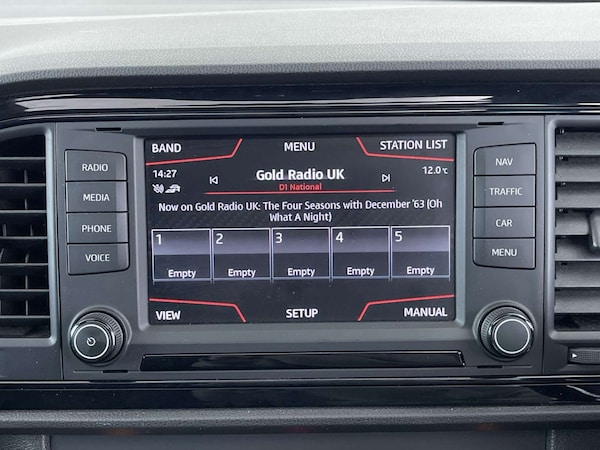 BAND MENU STATION LIST
14:27 Gold Radio UK 12.0℃
D1 National
Now on Gold Radio UK: The Four Seasons with December '63 (Oh
What A Night)
1 2 3 4 5
Empty Empty Empty Empty Empty
VIEW SETUP MANUAL
RADIO
MEDIA
PHONE
VOICE
NAV
TRAFFIC
CAR
MENU